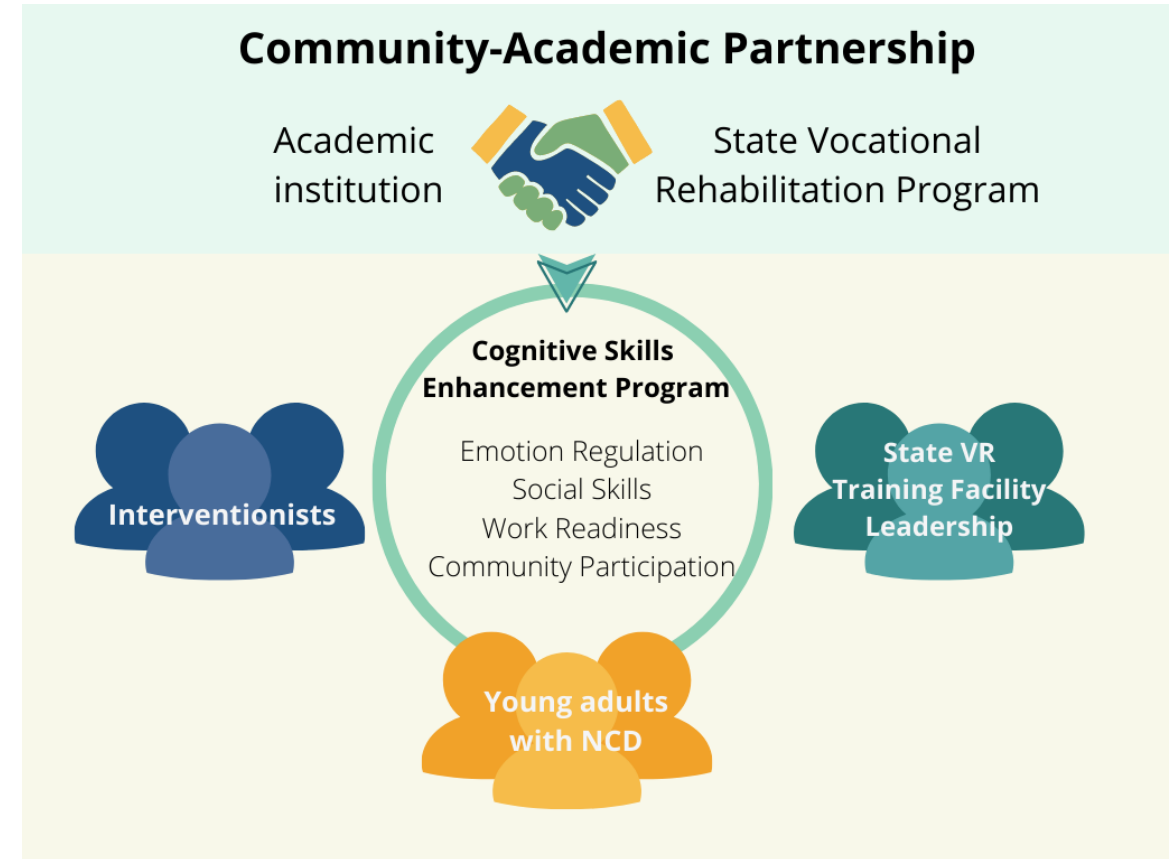 Community-Academic Partnership
Academic
institution
State Vocational
Rehabilitation Program
Cognitive Skills
Enhancement Program
Emotion Regulation
Social Skills
Work Readiness
Community Participation
Interventionists
State VR
Training Facility
Leadership
Young adults
with NCD